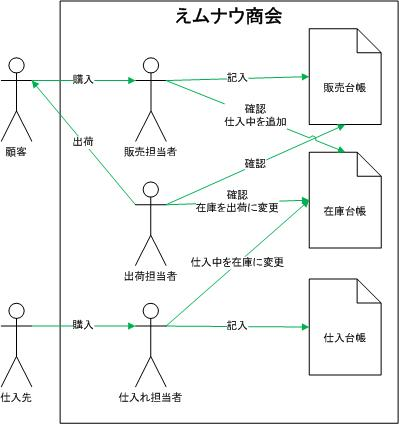 えムナウ商会
購入
記入
販売台帳
確認
仕入中を追加
顧客
出荷
販売担当者
確認
確認
在庫を出荷に変更
在庫台帳
仕入中を在庫に変更
出荷担当者
購入
記入
仕入台帳
仕入先
仕入れ担当者